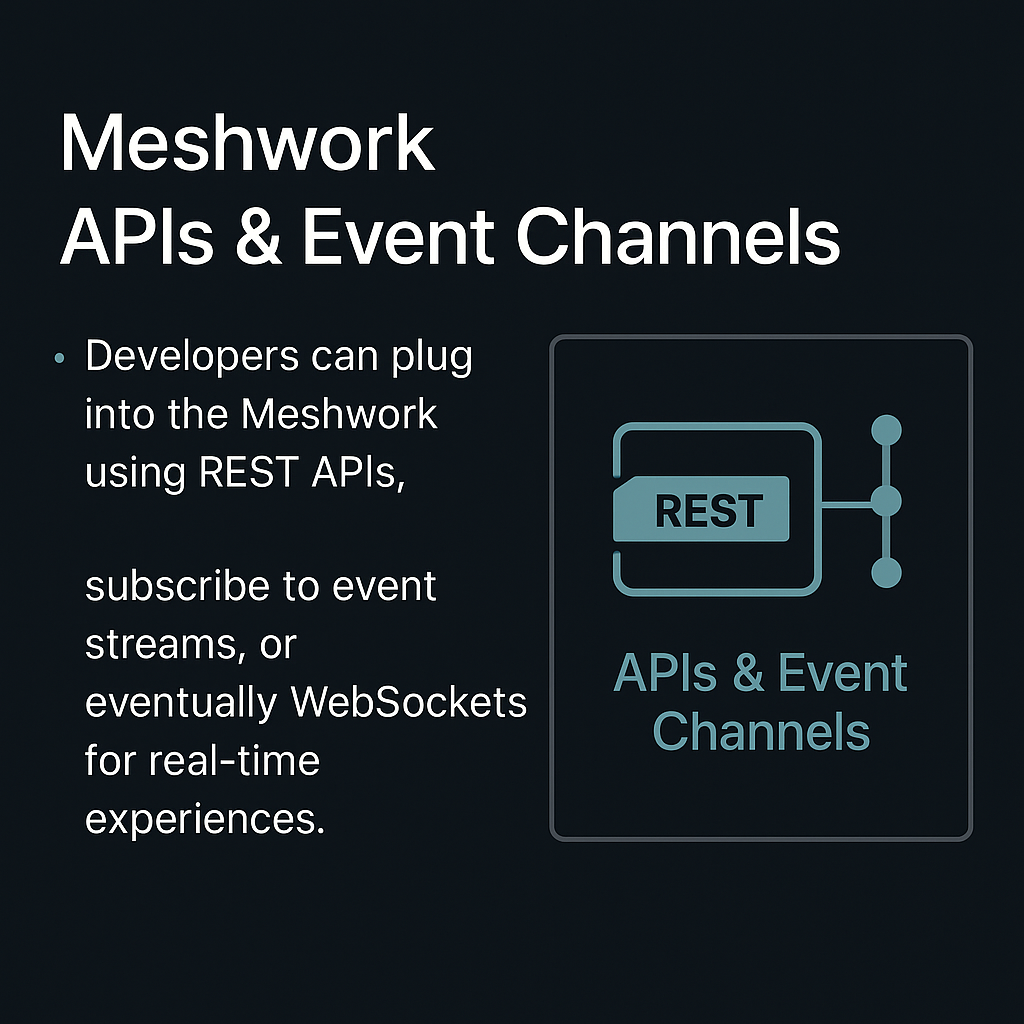 Meshwork
APIs & Event Channels
• Developers can plug
into the Meshwork
using REST APIs,
subscribe to event
streams, or
eventually WebSockets
for real-time
experiences.
REST
APIs & Event
Channels